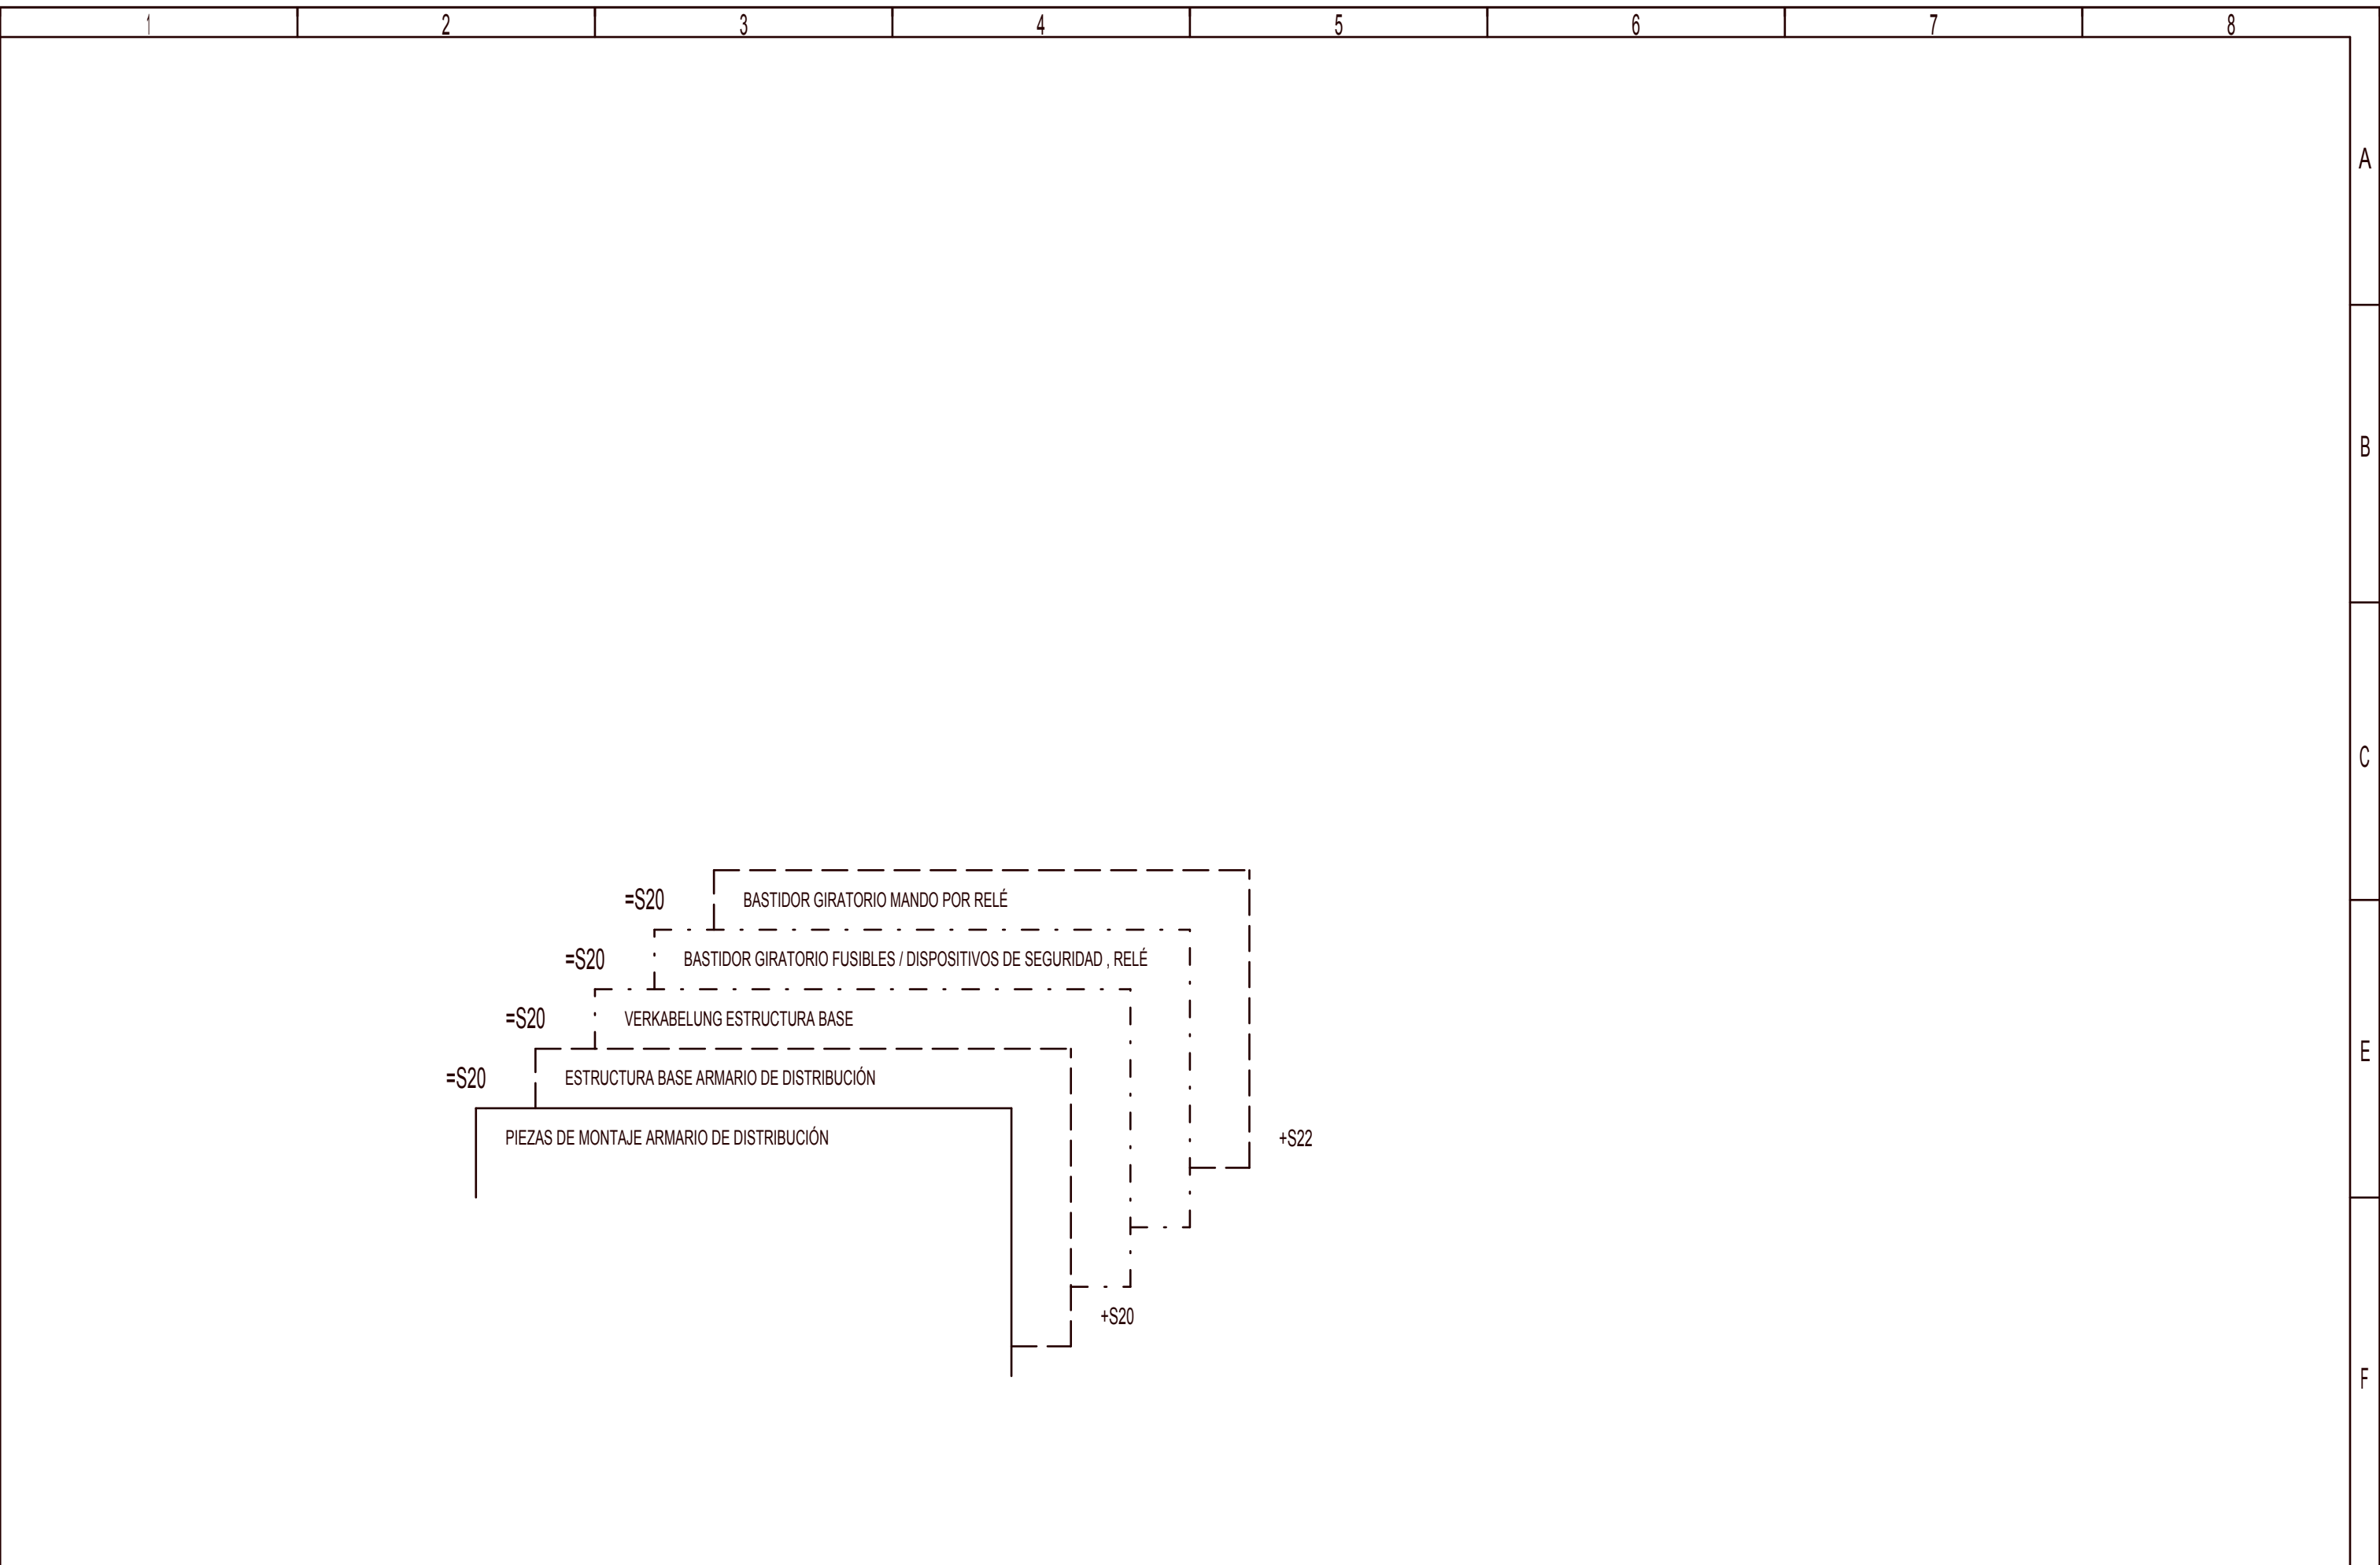 1 2 3 4 5 6 7 8
A
B
C
=S20 BASTIDOR GIRATORIO MANDO POR RELÉ
=S20 BASTIDOR GIRATORIO FUSIBLES / DISPOSITIVOS DE SEGURIDAD , RELÉ
=S20 VERKABELUNG ESTRUCTURA BASE
E
=S20 ESTRUCTURA BASE ARMARIO DE DISTRIBUCIÓN
PIEZAS DE MONTAJE ARMARIO DE DISTRIBUCIÓN
+S22
+S20
F